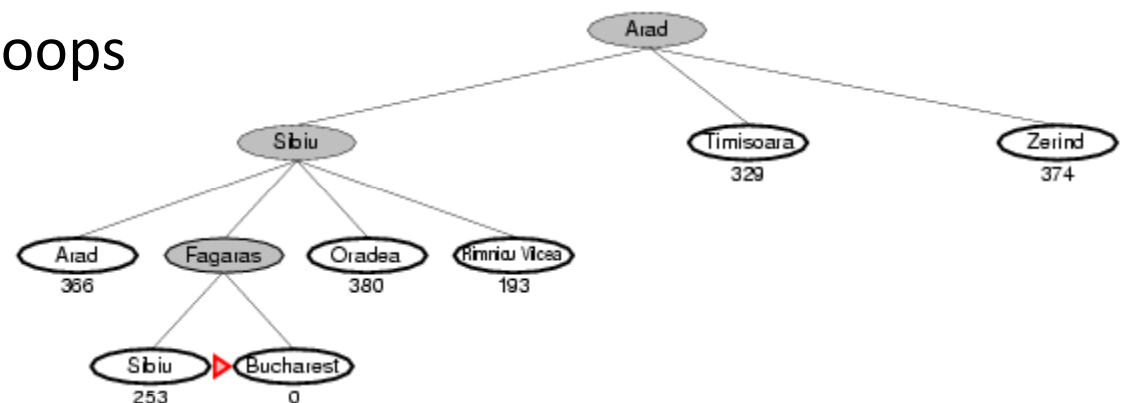 oops
Arad
Sibiu
Timisoara
Zerind
329
374
Arad
Fagaras
Oradea
Rimnicu Vilcea
366
380
193
Sibiu
Bucharest
253
0